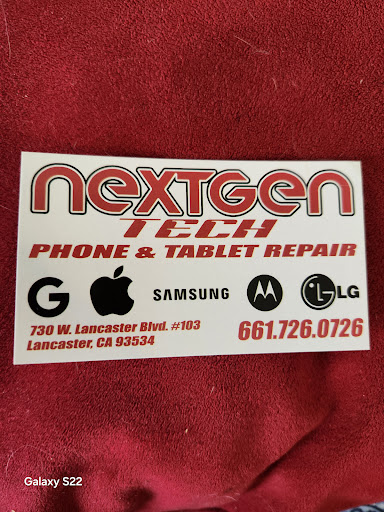 NEXTGEN
TECH
PHONE & TABLET REPAIR
G SAMSUNG LG
730 W. Lancaster Blvd. #103
Lancaster, CA 93534
661.726.0726
Galaxy S22